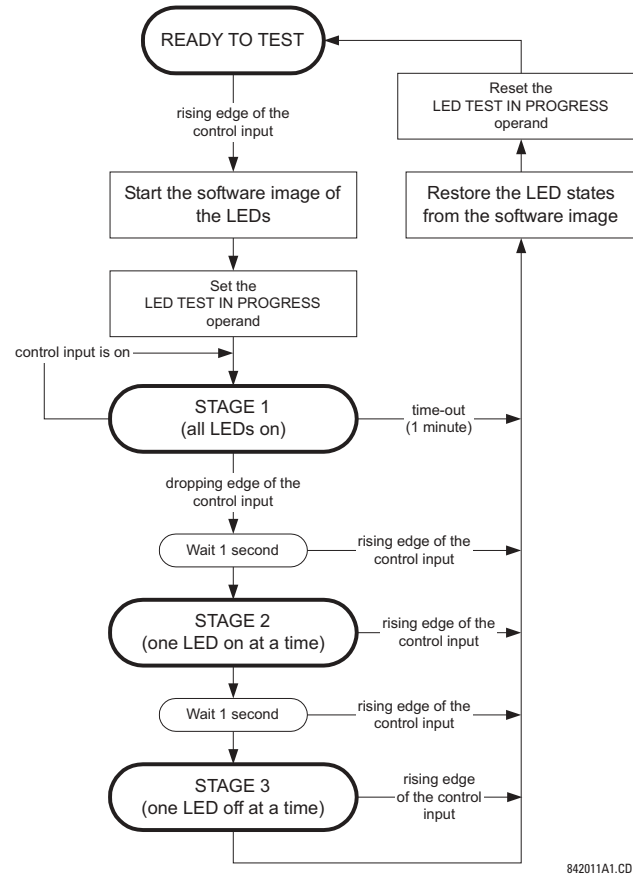 READY TO TEST
rising edge of the
control input
Start the software image of
the LEDs
Set the
LED TEST IN PROGRESS
operand
control input is on
STAGE 1
(all LEDs on)
time-out
(1 minute)
dropping edge of the
control input
Wait 1 second
rising edge of the
control input
STAGE 2
(one LED on at a time)
rising edge of the
control input
Wait 1 second
rising edge of the
control input
STAGE 3
(one LED off at a time)
rising edge
of the control
input
Reset the
LED TEST IN PROGRESS
operand
Restore the LED states
from the software image
842011A1.CD